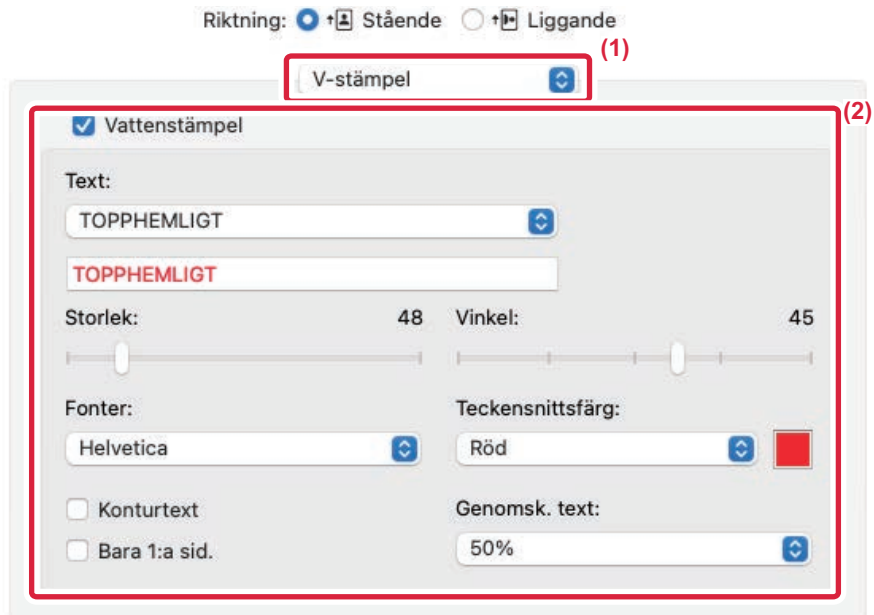 Riktning: Stående Liggande
(1)
V-stämpel
(2)
Vattenstämpel
Text:
TOPPHEMLIGT
TOPPHEMLIGT
Storlek: 48 Vinkel: 45
Fonter: Teckensnittsfärg:
Helvetica Röd
Konturtext Genomsk. text:
Bara 1:a sid. 50%